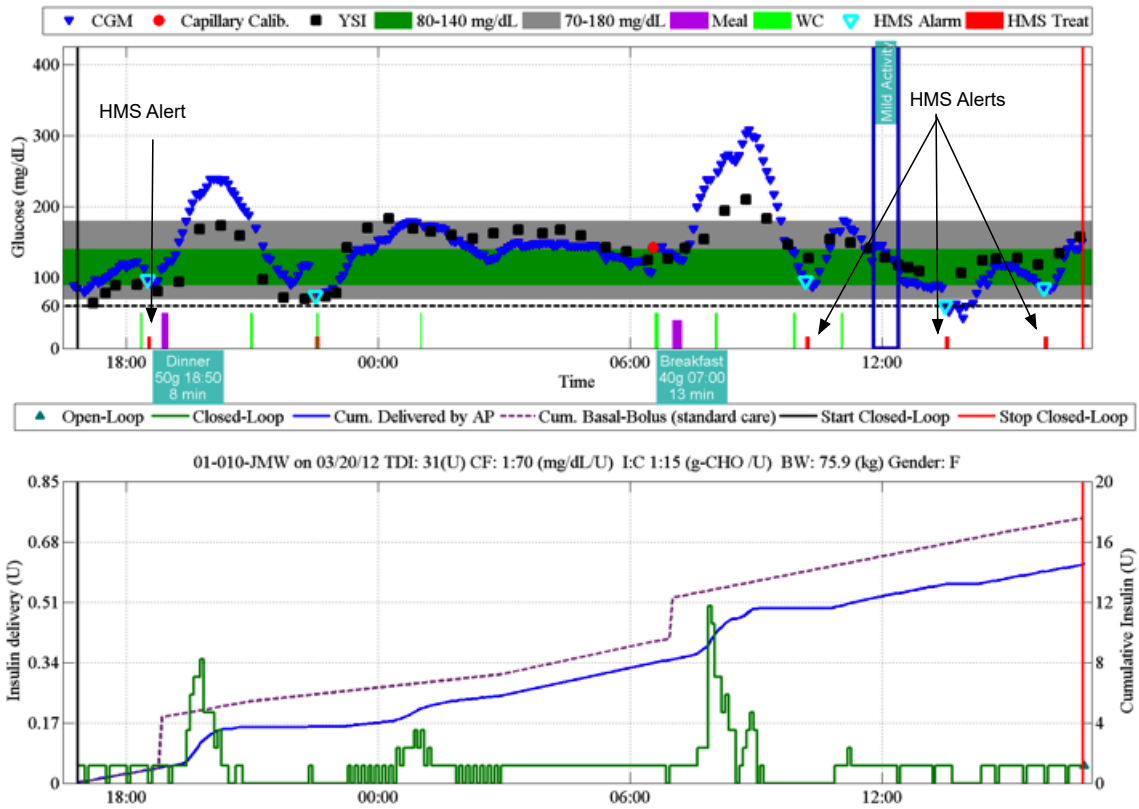 CGM Capillary Calib. YSI 80-140 mg/dL 70-180 mg/dL Meal WC HMS Alarm HMS Treat
Mild Activity
400
300
200
100
60
0
Glucose (mg/dL)
HMS Alert
HMS Alerts
18:00 00:00 06:00 12:00
Time
Dinner
50g 18:50
8 min
Breakfast
40g 07:00
13 min
Open-Loop Closed-Loop Cum. Delivered by AP Cum. Basal-Bolus (standard care) Start Closed-Loop Stop Closed-Loop
01-010-JMW on 03/20/12 TDI: 31(U) CF: 1:70 (mg/dL/U) I:C 1:15 (g-CHO /U) BW: 75.9 (kg) Gender: F
0.85
0.68
0.51
0.34
0.17
0
Insulin delivery (U)
20
16
12
8
4
0
Cumulative Insulin (U)
18:00 00:00 06:00 12:00